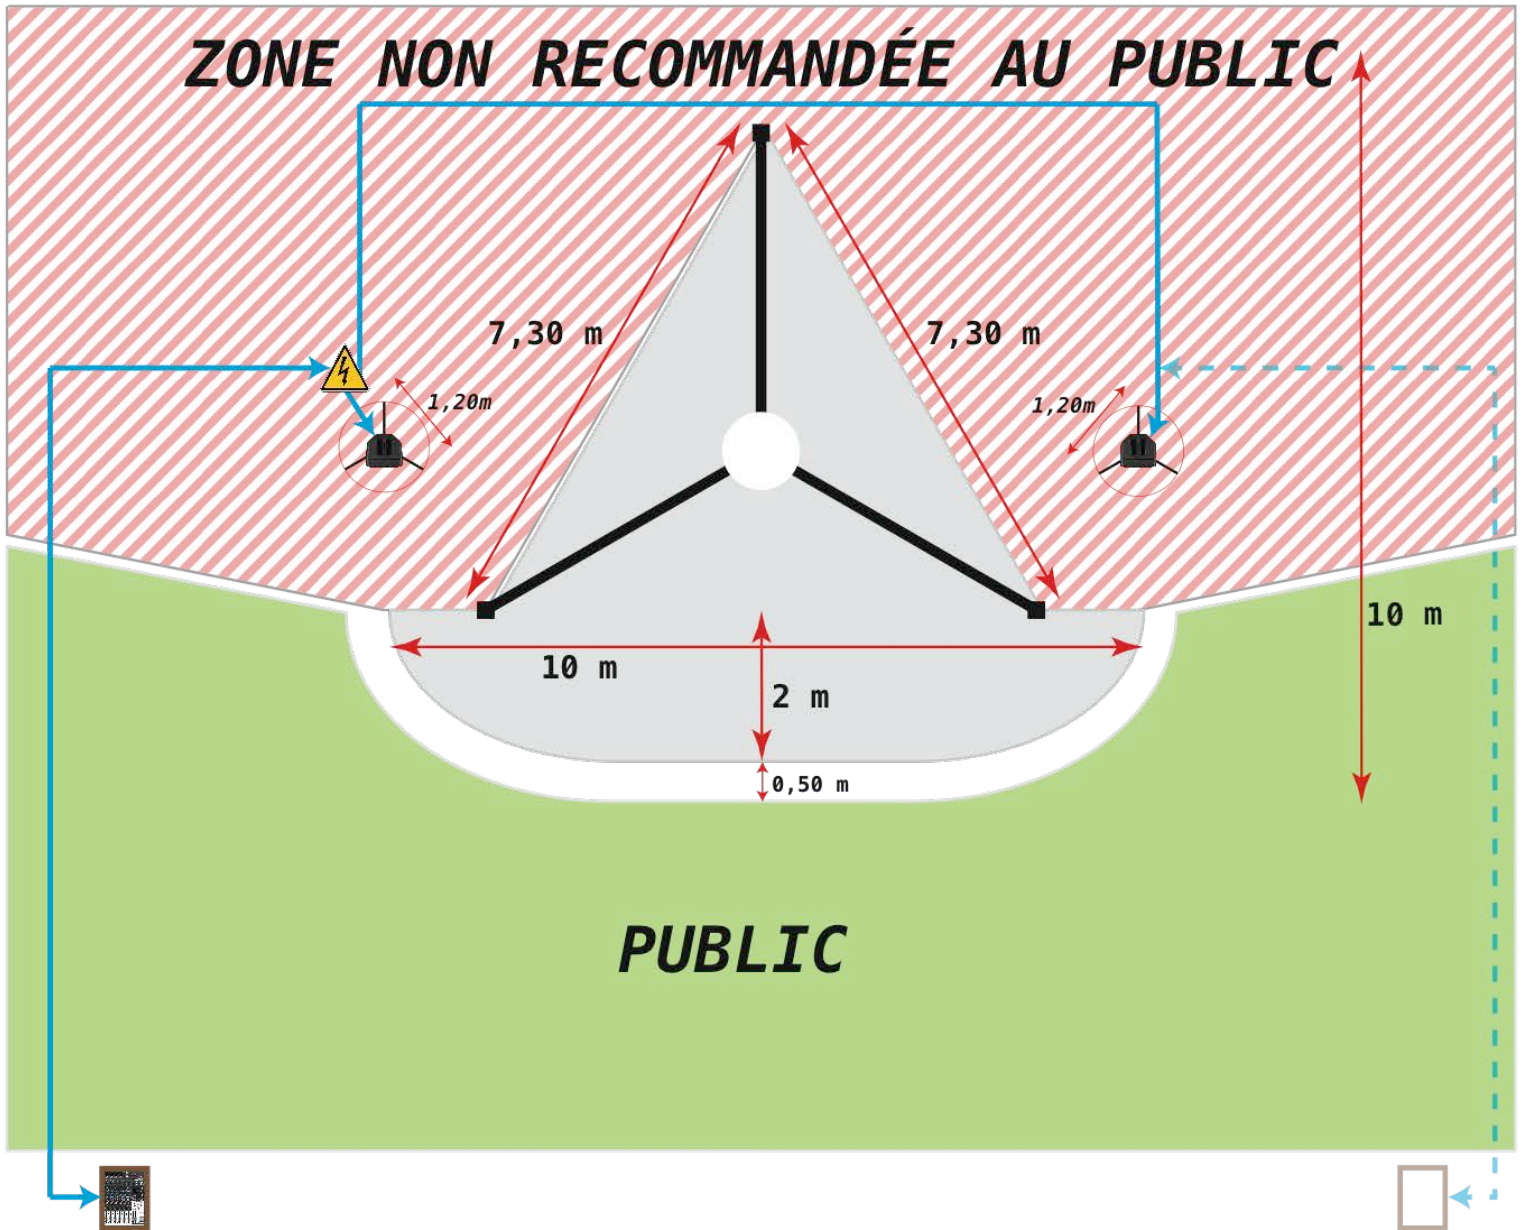 ZONE NON RECOMMANDÉE AU PUBLIC
7,30 m
7,30 m
1,20m
1,20m
10 m
10 m
2 m
0,50 m
PUBLIC